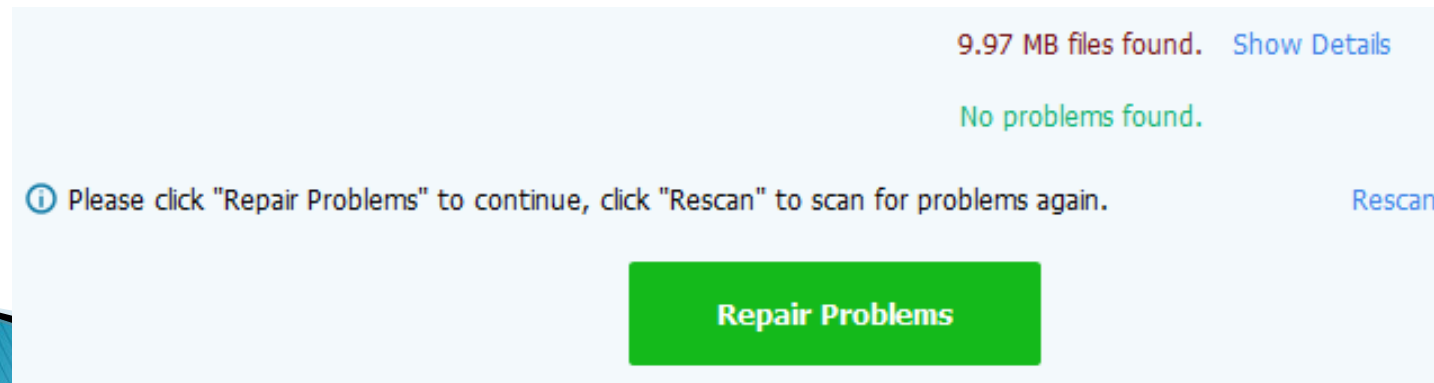 9.97 MB files found. Show Details
No problems found.
Please click "Repair Problems" to continue, click "Rescan" to scan for problems again. Rescan
Repair Problems